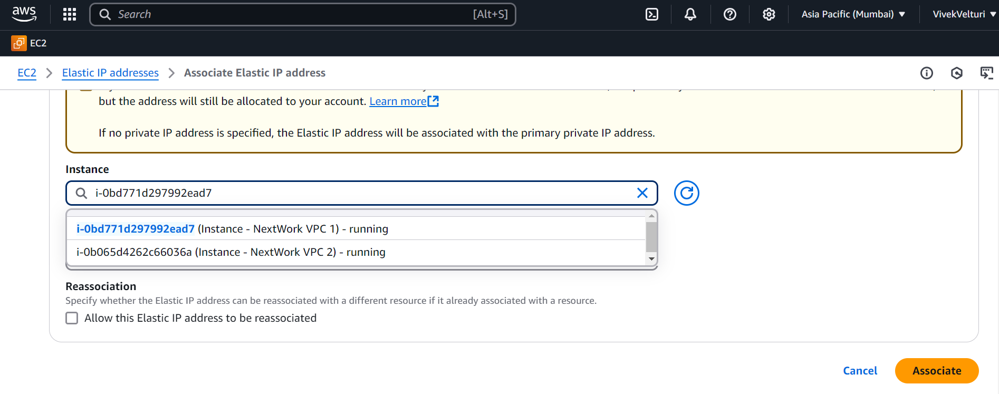 aws
Search [Alt+S]
Asia Pacific (Mumbai)
VivekVelturi
EC2
EC2
Elastic IP addresses
Associate Elastic IP address
but the address will still be allocated to your account. Learn more
If no private IP address is specified, the Elastic IP address will be associated with the primary private IP address.
Instance
i-0bd771d297992ead7
i-0bd771d297992ead7 (Instance - NextWork VPC 1) - running
i-0b065d4262c66036a (Instance - NextWork VPC 2) - running
Reassociation
Specify whether the Elastic IP address can be reassociated with a different resource if it already associated with a resource.
Allow this Elastic IP address to be reassociated
Cancel
Associate